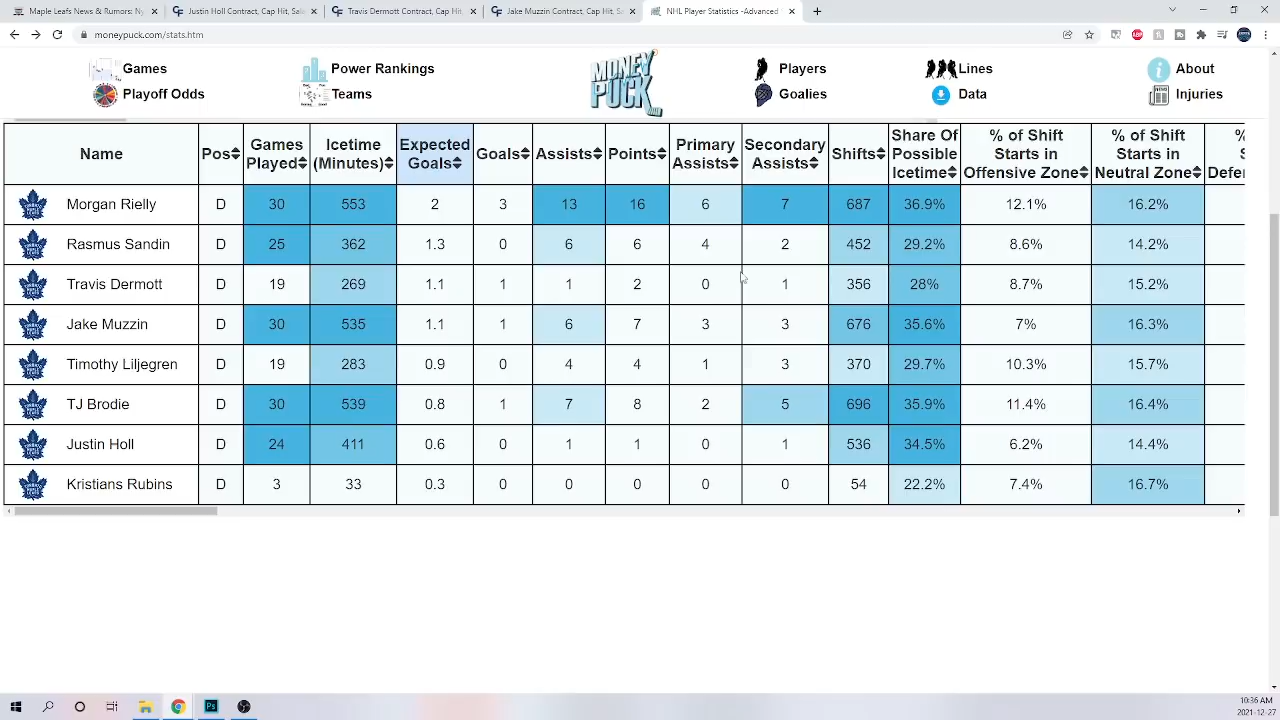 Maple Leafs News & Rumors: Ny
Justin Holl Contract, Cap Hit, Sale
Travis Dermott Contract, Cap Hit,
Jake Muzzin Contract, Cap Hit, S
NHL Player Statistics -Advanced
moneypuck.com/stats.htm
Games
Power Rankings
MONEY PUCK
.COM
Players
Lines
About
Playoff Odds
Teams
Goalies
Data
Injuries
Name Pos Games Played Icetime (Minutes) Expected Goals Goals Assists Points Primary Assists Secondary Assists Shifts Share Of Possible Icetime % of Shift Starts in Offensive Zone % of Shift Starts in Neutral Zone
Morgan Rielly D 30 553 2 3 13 16 6 7 687 36.9% 12.1% 16.2%
Rasmus Sandin D 25 362 1.3 0 6 6 4 2 452 29.2% 8.6% 14.2%
Travis Dermott D 19 269 1.1 1 1 2 0 1 356 28% 8.7% 15.2%
Jake Muzzin D 30 535 1.1 1 6 7 3 3 676 35.6% 7% 16.3%
Timothy Liljegren D 19 283 0.9 0 4 4 1 3 370 29.7% 10.3% 15.7%
TJ Brodie D 30 539 0.8 1 7 8 2 5 696 35.9% 11.4% 16.4%
Justin Holl D 24 411 0.6 0 1 1 0 1 536 34.5% 6.2% 14.4%
Kristians Rubins D 3 33 0.3 0 0 0 0 0 54 22.2% 7.4% 16.7%
10:36 AM
2021-12-27